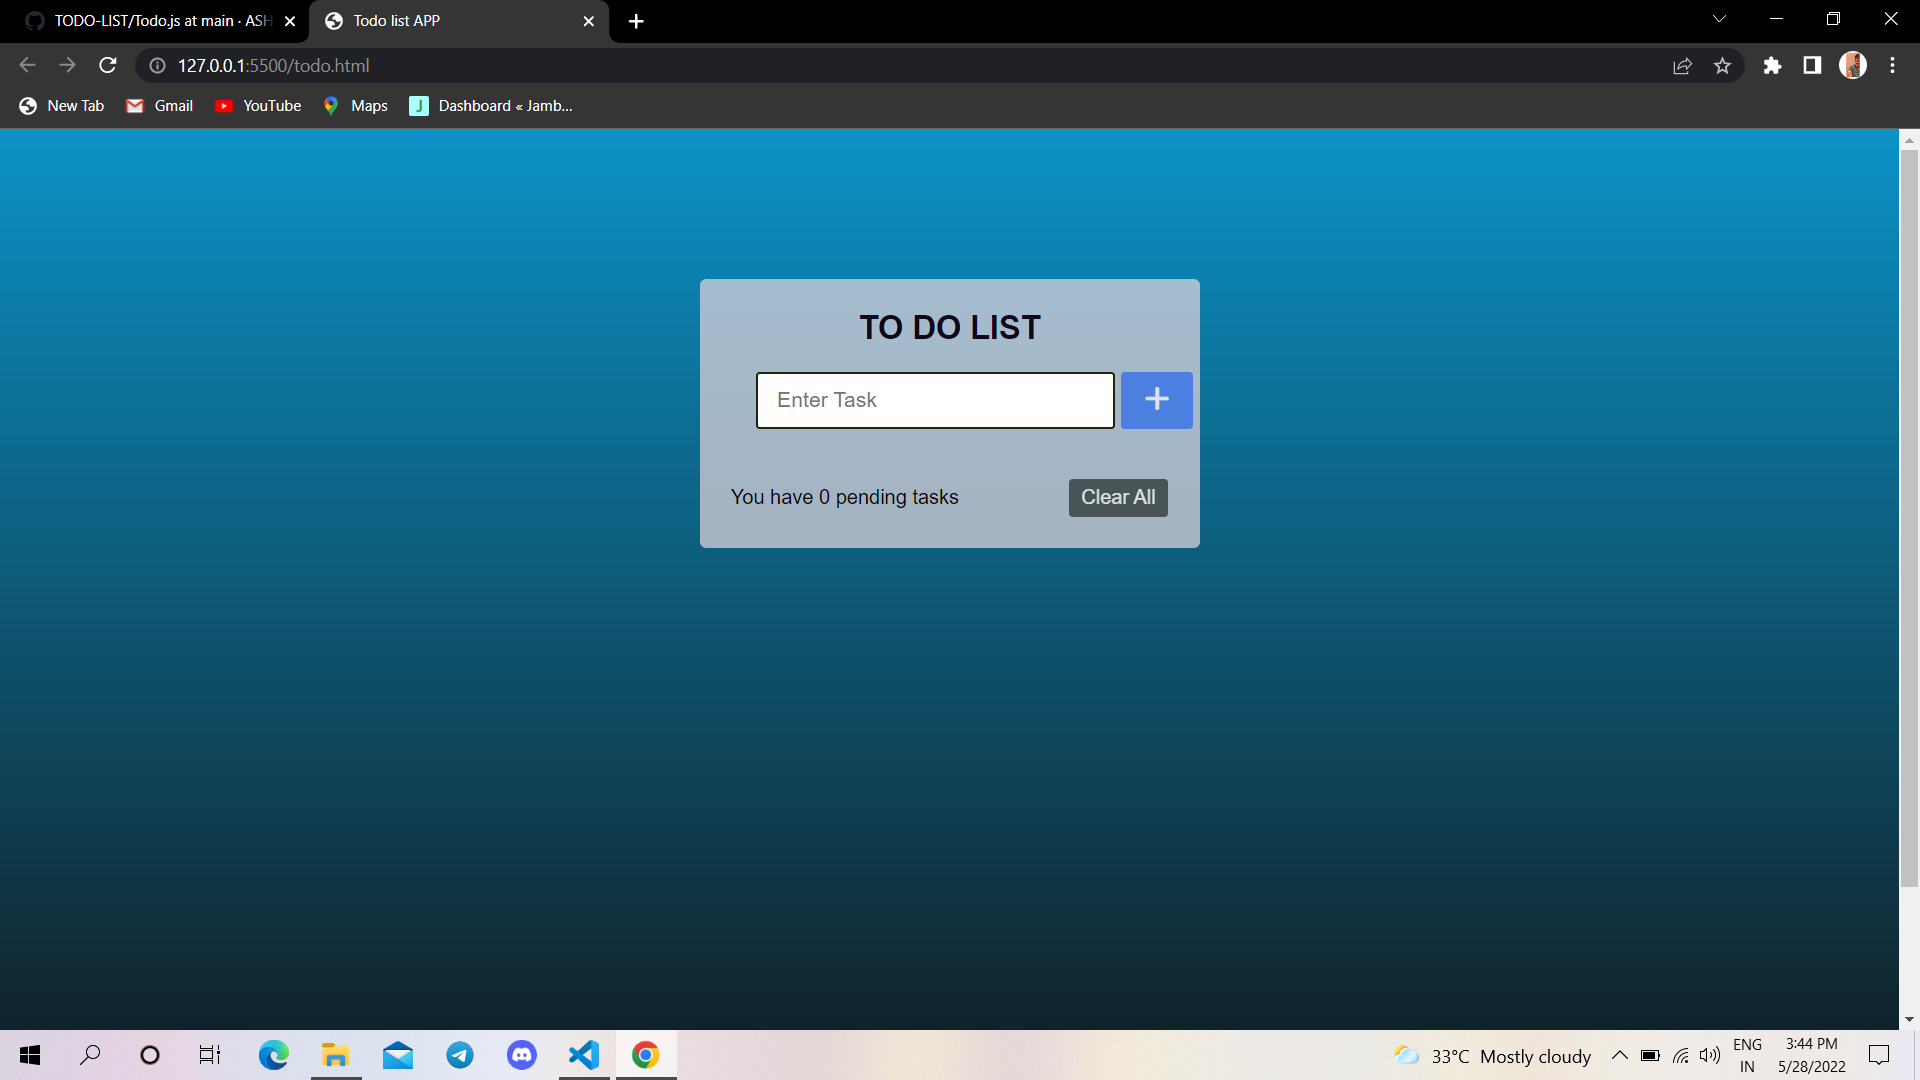 TODO-LIST/Todo.js at main · ASH
Todo list APP
127.0.0.1:5500/todo.html
New Tab
Gmail
YouTube
Maps
J
Dashboard « Jamb...
TO DO LIST
Enter Task
You have 0 pending tasks
Clear All
33°C Mostly cloudy
ENG
IN
3:44 PM
5/28/2022